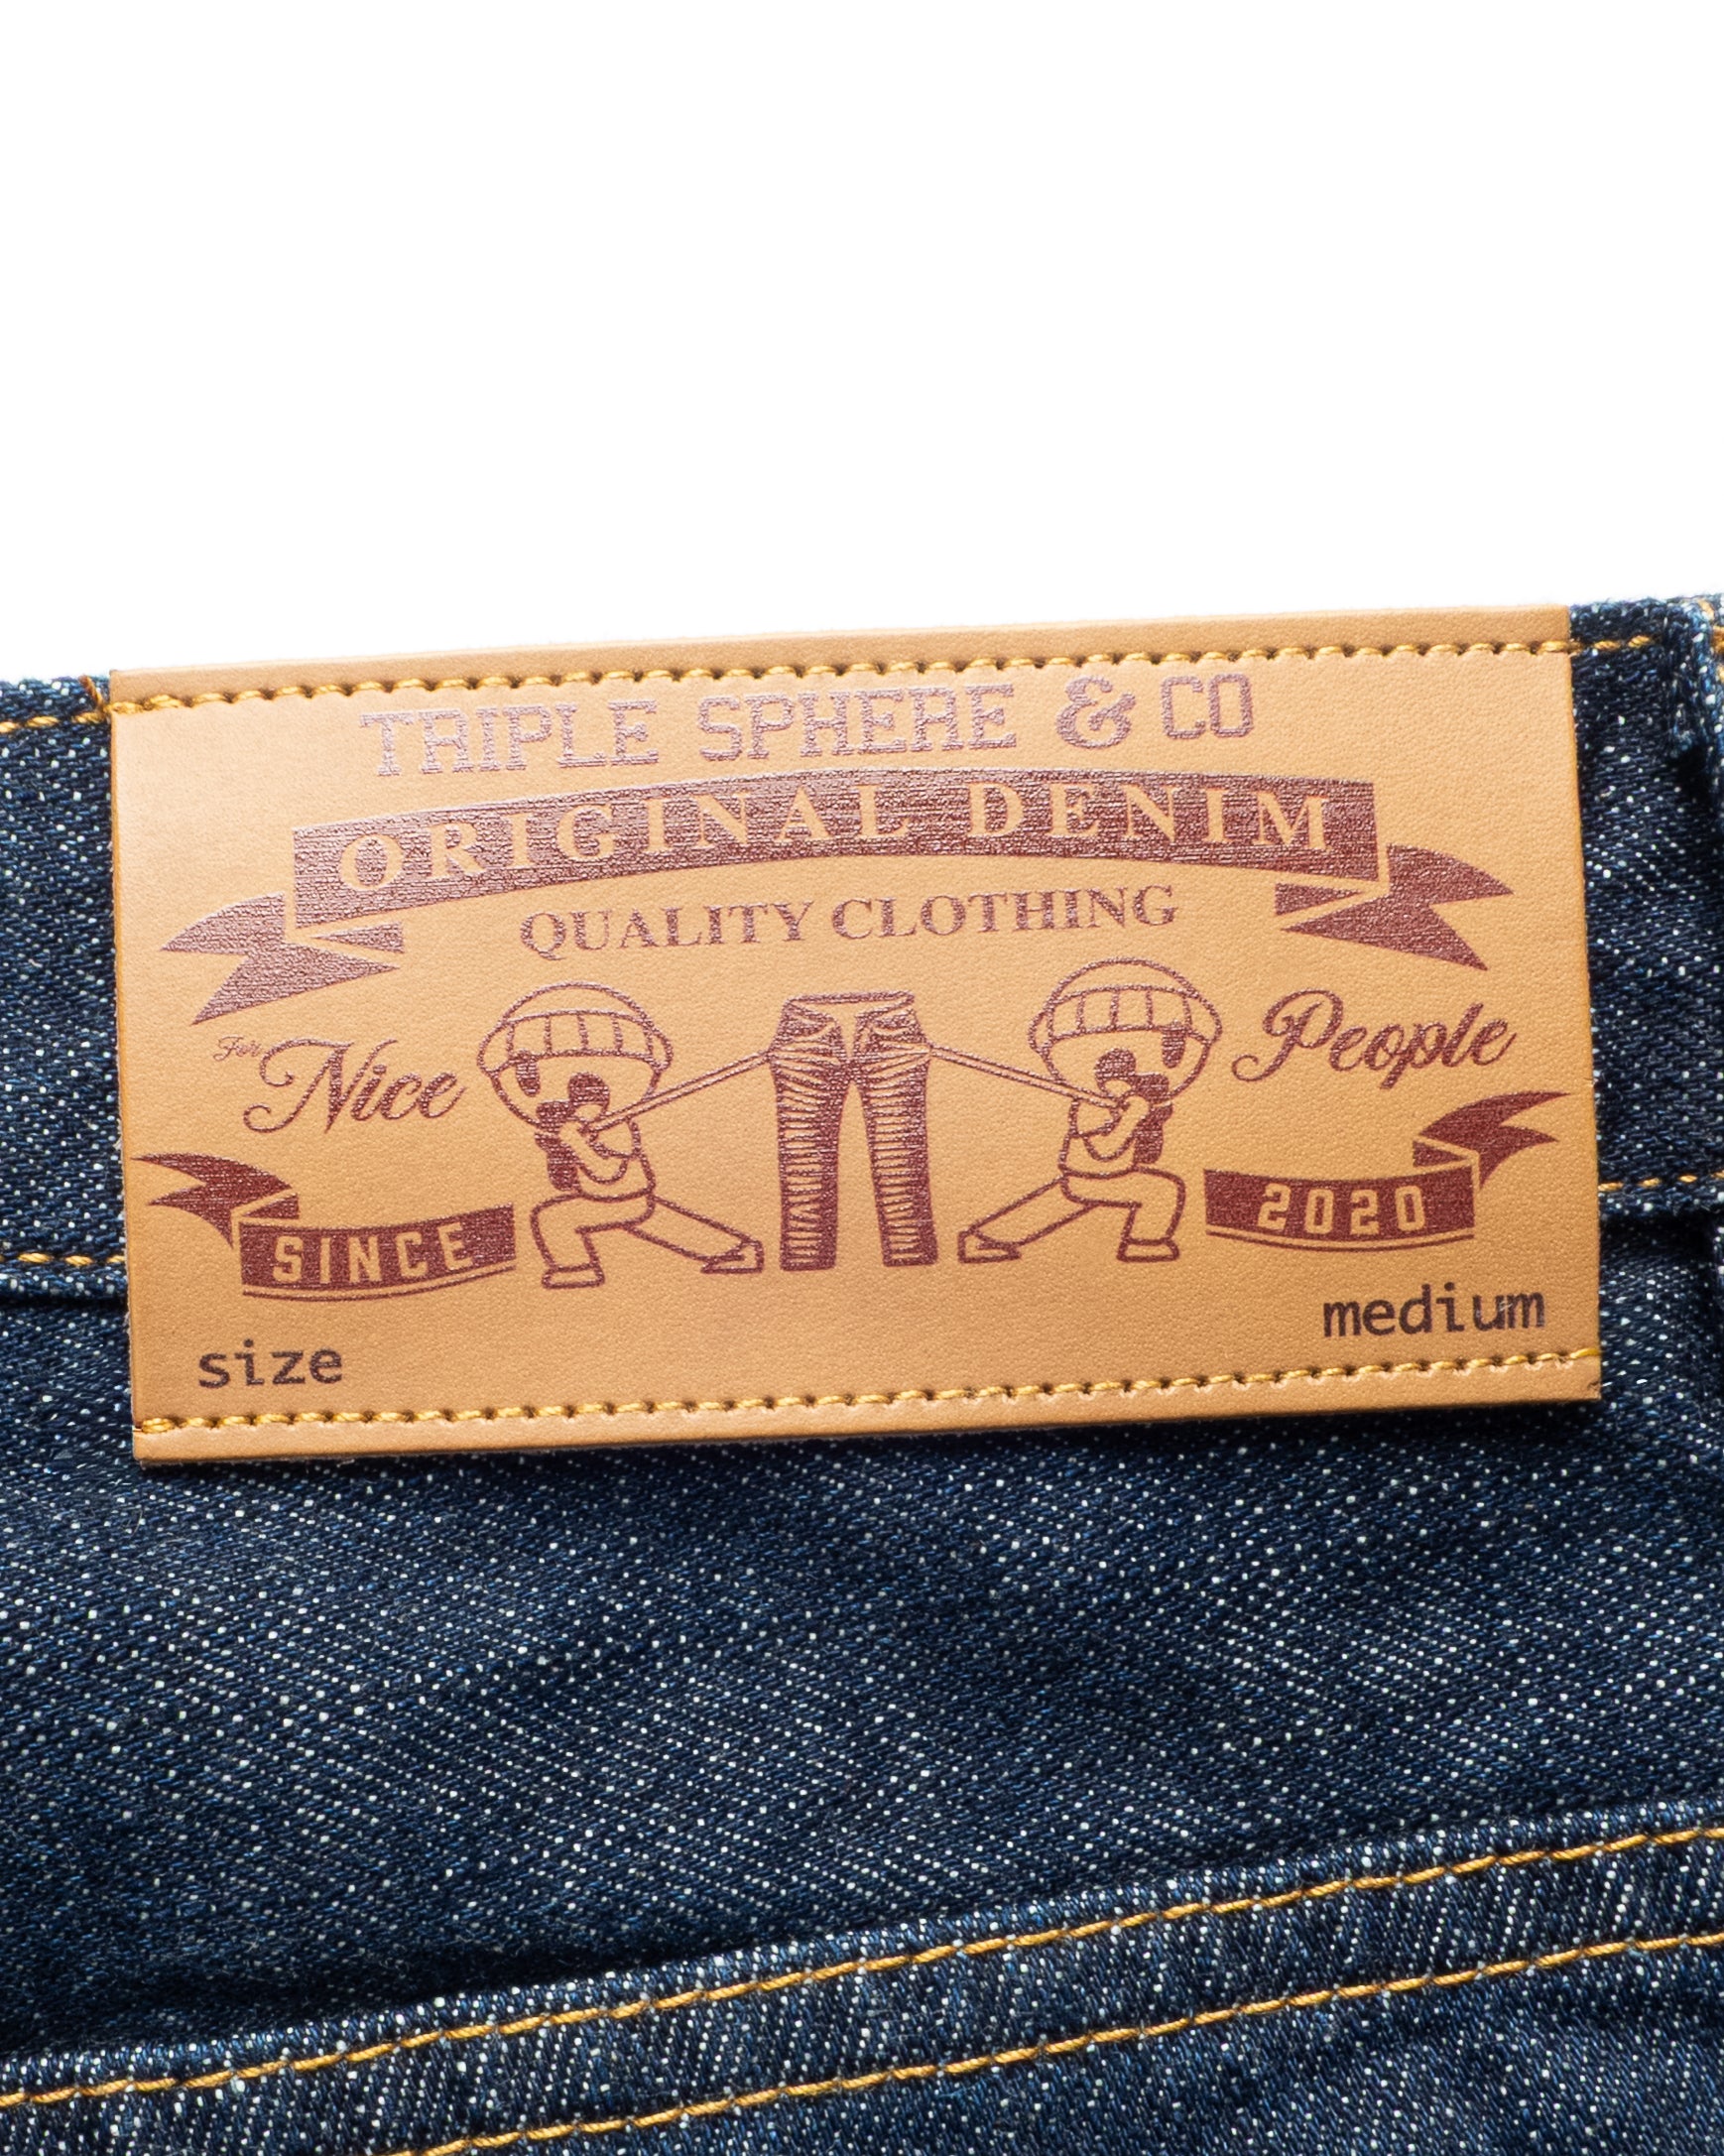 TRIPLE SPHERE & CO
ORIGINAL DENIM
QUALITY CLOTHING
For Nice People
SINCE 2020
size medium